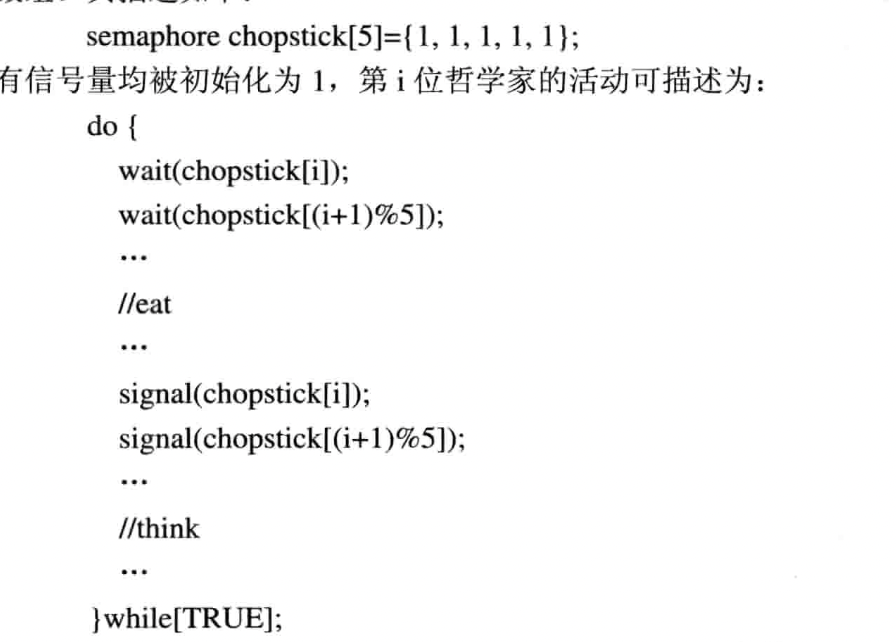 semaphore chopstick[5]={1, 1, 1, 1, 1};
有信号量均被初始化为 1，第 i 位哲学家的活动可描述为：
do {
wait(chopstick[i]);
wait(chopstick[(i+1)%5]);
…
//eat
…
signal(chopstick[i]);
signal(chopstick[(i+1)%5]);
…
//think
…
}while[TRUE];